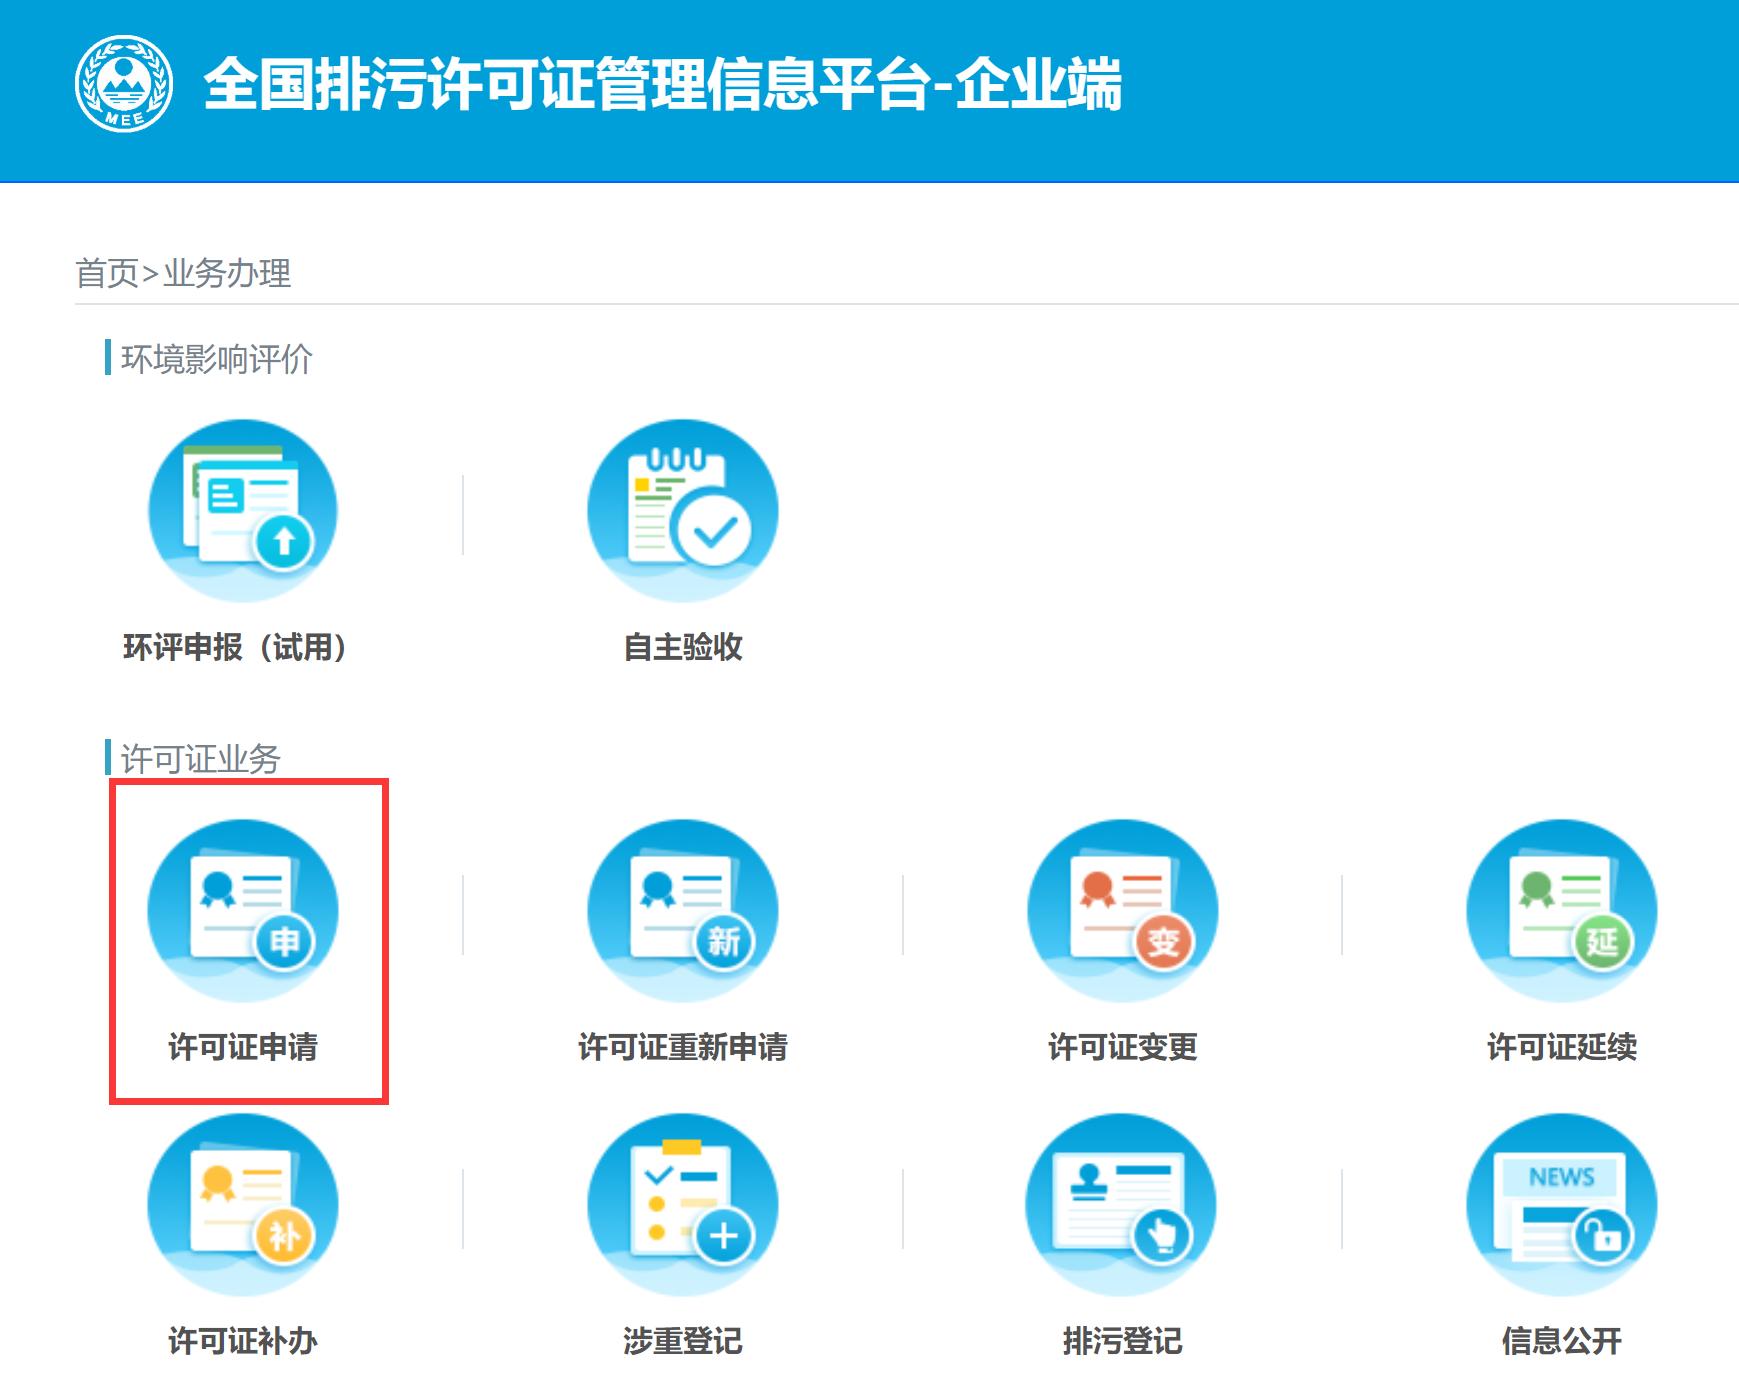 MEE
全国排污许可证管理信息平台-企业端
首页>业务办理
环境影响评价
环评申报（试用）
自主验收
许可证业务
申
新
变
延
许可证申请
许可证重新申请
许可证变更
许可证延续
补
NEWS
许可证补办
涉重登记
排污登记
信息公开